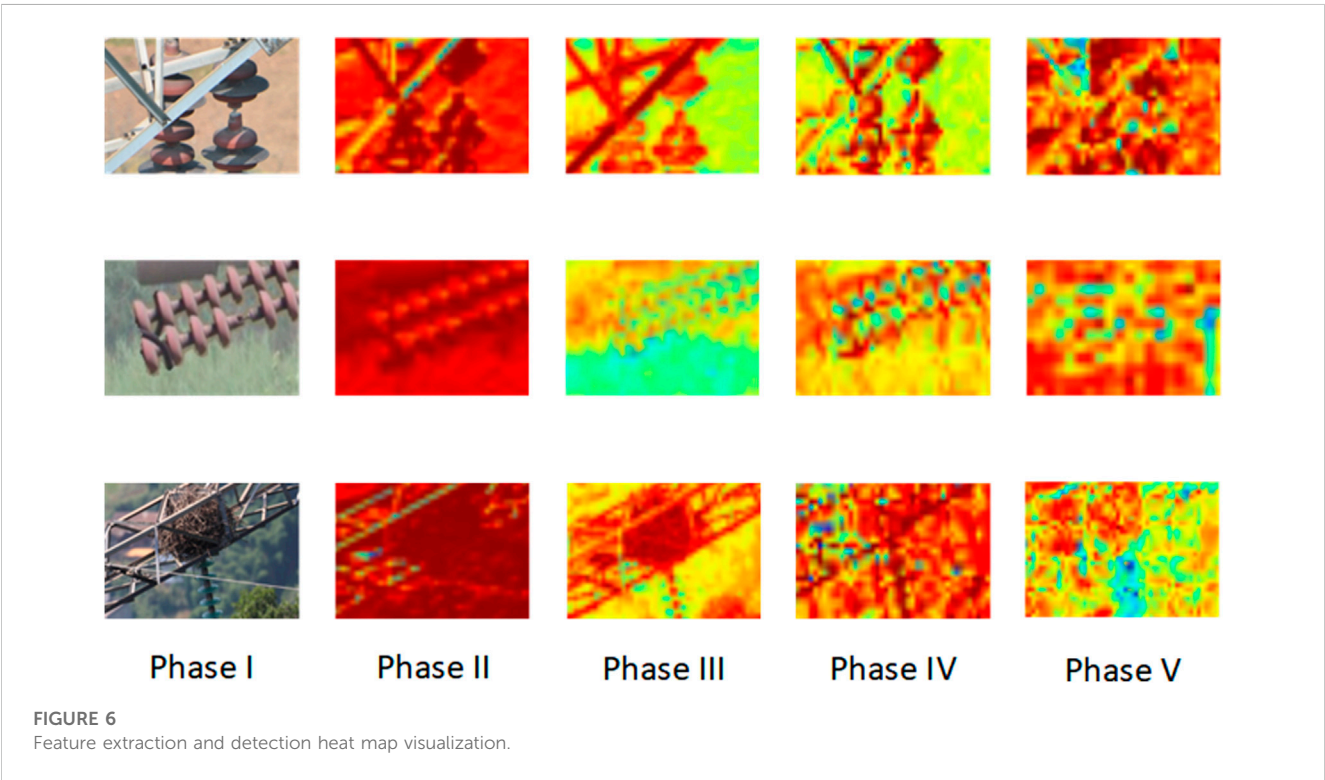 Phase I
Phase II
Phase III
Phase IV
Phase V
FIGURE 6
Feature extraction and detection heat map visualization.